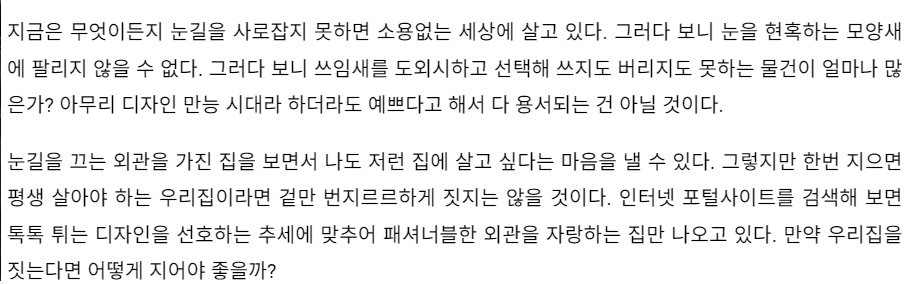 지금은 무엇이든지 눈길을 사로잡지 못하면 소용없는 세상에 살고 있다. 그러다 보니 눈을 현혹하는 모양새
에 팔리지 않을 수 없다. 그러다 보니 쓰임새를 도외시하고 선택해 쓰지도 버리지도 못하는 물건이 얼마나 많
은가? 아무리 디자인 만능 시대라 하더라도 예쁘다고 해서 다 용서되는 건 아닐 것이다.
눈길을 끄는 외관을 가진 집을 보면서 나도 저런 집에 살고 싶다는 마음을 낼 수 있다. 그렇지만 한번 지으면
평생 살아야 하는 우리집이라면 겉만 번지르르하게 짓지는 않을 것이다. 인터넷 포털사이트를 검색해 보면
톡톡 튀는 디자인을 선호하는 추세에 맞추어 패셔너블한 외관을 자랑하는 집만 나오고 있다. 만약 우리집을
짓는다면 어떻게 지어야 좋을까?